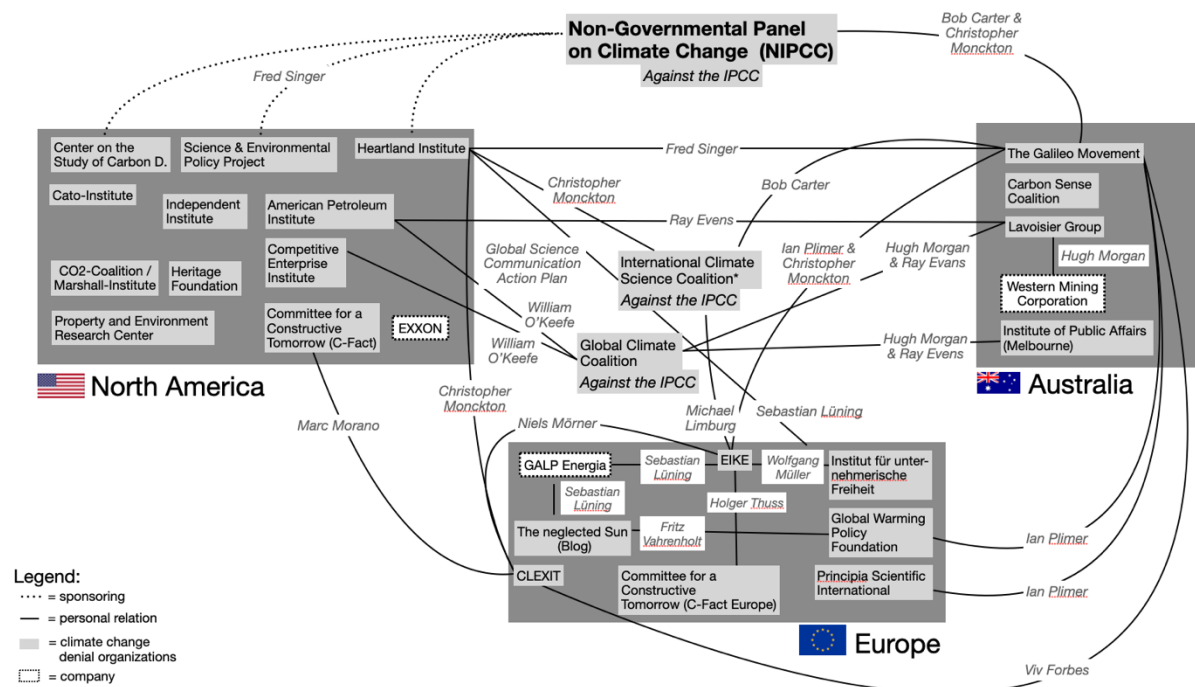 Non-Governmental Panel
on Climate Change (NIPCC)
Against the IPCC
Bob Carter &
Christopher
Monckton
Fred Singer
Center on the
Study of Carbon D.
Science & Environmental
Policy Project
Heartland Institute
Cato-Institute
Independent
Institute
American Petroleum
Institute
Competitive
Enterprise
Institute
CO2-Coalition /
Marshall-Institute
Heritage
Foundation
Property and Environment
Research Center
Committee for a
Constructive
Tomorrow (C-Fact)
EXXON
North America
Fred Singer
Christopher
Monckton
Bob Carter
Ray Evens
Global Science
Communication
Action Plan
International Climate
Science Coalition*
Against the IPCC
Ian Plimer &
Christopher
Monckton
Hugh Morgan
& Ray Evans
William
O'Keefe
William
O'Keefe
Global Climate
Coalition
Against the IPCC
Hugh Morgan
& Ray Evens
The Galileo Movement
Carbon Sense
Coalition
Lavoisier Group
Hugh Morgan
Western Mining
Corporation
Institute of Public Affairs
(Melbourne)
Australia
Marc Morano
Christopher
Monckton
Niels Mörner
Michael
Limburg
Sebastian Lüning
GALP Energia
Sebastian
Lüning
EIKE
Wolfgang
Müller
Institut für unter-
nehmerische
Freiheit
Sebastian
Lüning
Holger Thuss
The neglected Sun
(Blog)
Fritz
Vahrenholt
Global Warming
Policy
Foundation
CLEXIT
Committee for a
Constructive
Tomorrow (C-Fact Europe)
Principia Scientific
International
Ian Plimer
Ian Plimer
Viv Forbes
Europe
Legend:
= sponsoring
= personal relation
= climate change
denial organizations
= company